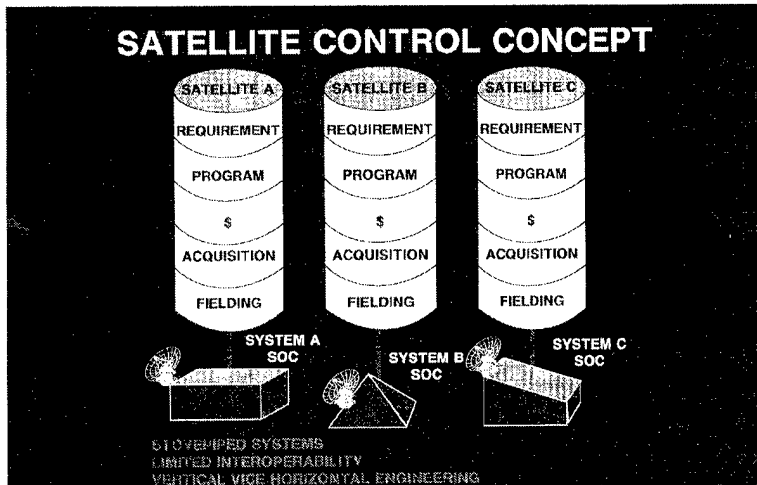 SATELLITE CONTROL CONCEPT
SATELLITE A
REQUIREMENT
PROGRAM
$
ACQUISITION
FIELDING
SYSTEM A
SOC
SATELLITE B
REQUIREMENT
PROGRAM
$
ACQUISITION
FIELDING
SYSTEM B
SOC
SATELLITE C
REQUIREMENT
PROGRAM
$
ACQUISITION
FIELDING
SYSTEM C
SOC
STOVEPIPED SYSTEMS
LIMITED INTEROPERABILITY
VERTICAL VICE HORIZONTAL ENGINEERING